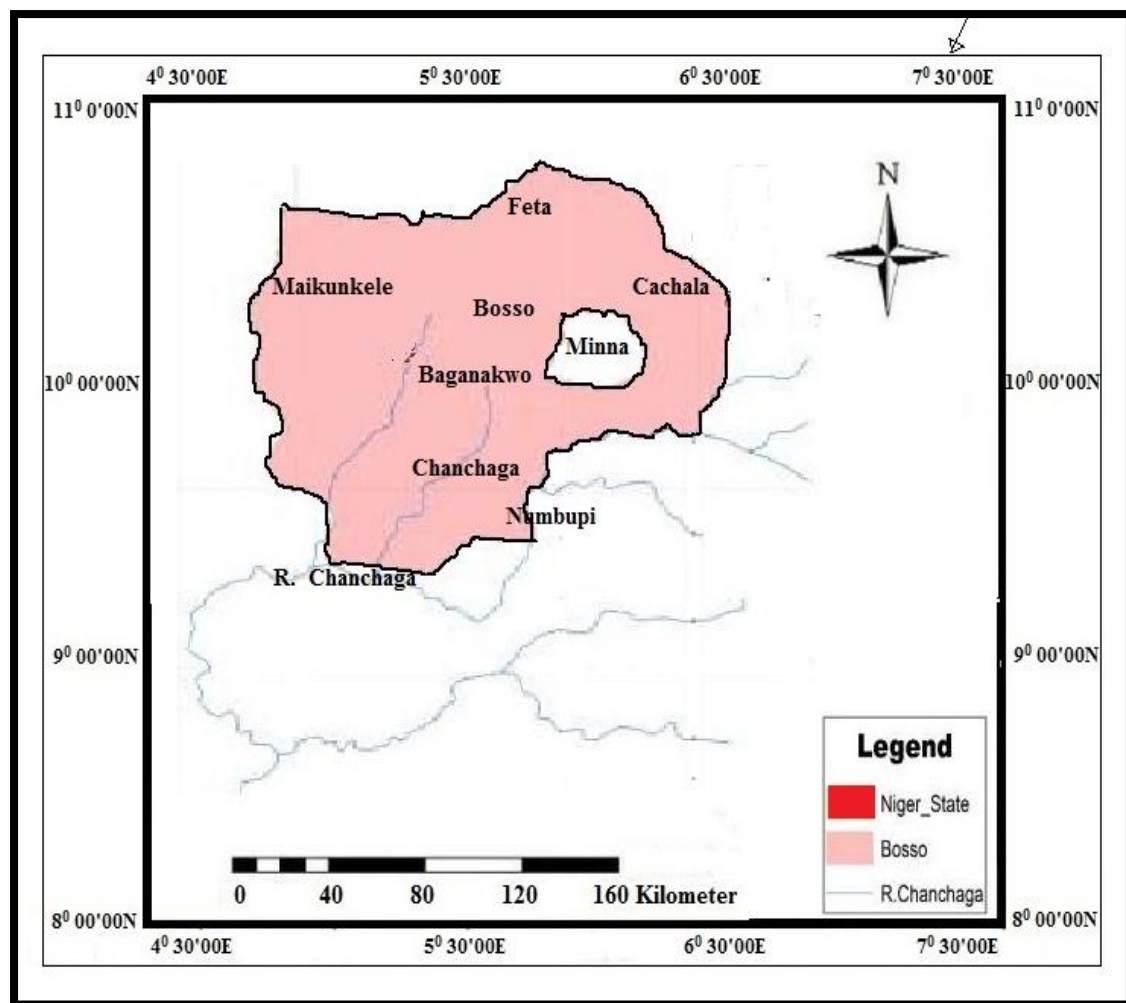 4⁰ 30'00E 5⁰ 30'00E 6⁰ 30'00E 7⁰ 30'00E
11⁰ 0'00N 11⁰ 0'00N
N
Feta
Maikunkele Cachala
Bosso
Minna
10⁰ 00'00N Baganakwo 10⁰ 00'00N
Chanchaga
Numbupi
R. Chanchaga
9⁰ 00'00N 9⁰ 00'00N
Legend
Niger_State
Bosso
R.Chanchaga
0 40 80 120 160 Kilometer
8⁰ 00'00N 8⁰ 00'00N
4⁰ 30'00E 5⁰ 30'00E 6⁰ 30'00E 7⁰ 30'00E